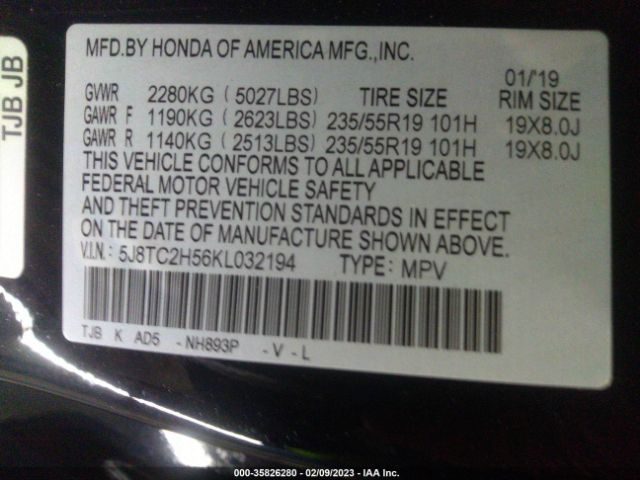 TJB JB
MFD.BY HONDA OF AMERICA MFG.,INC.
01/19
GVWR 2280KG ( 5027LBS) TIRE SIZE RIM SIZE
GAWR F 1190KG ( 2623LBS) 235/55R19 101H 19X8.0J
GAWR R 1140KG ( 2513LBS) 235/55R19 101H 19X8.0J
THIS VEHICLE CONFORMS TO ALL APPLICABLE
FEDERAL MOTOR VEHICLE SAFETY
AND THEFT PREVENTION STANDARDS IN EFFECT
ON THE DATE OF MANUFACTURE SHOWN ABOVE.
V.I.N.: 5J8TC2H56KL032194 TYPE: MPV
TJB K AD5 -NH893P -V-L
000-35826280 - 02/09/2023 - IAA Inc.